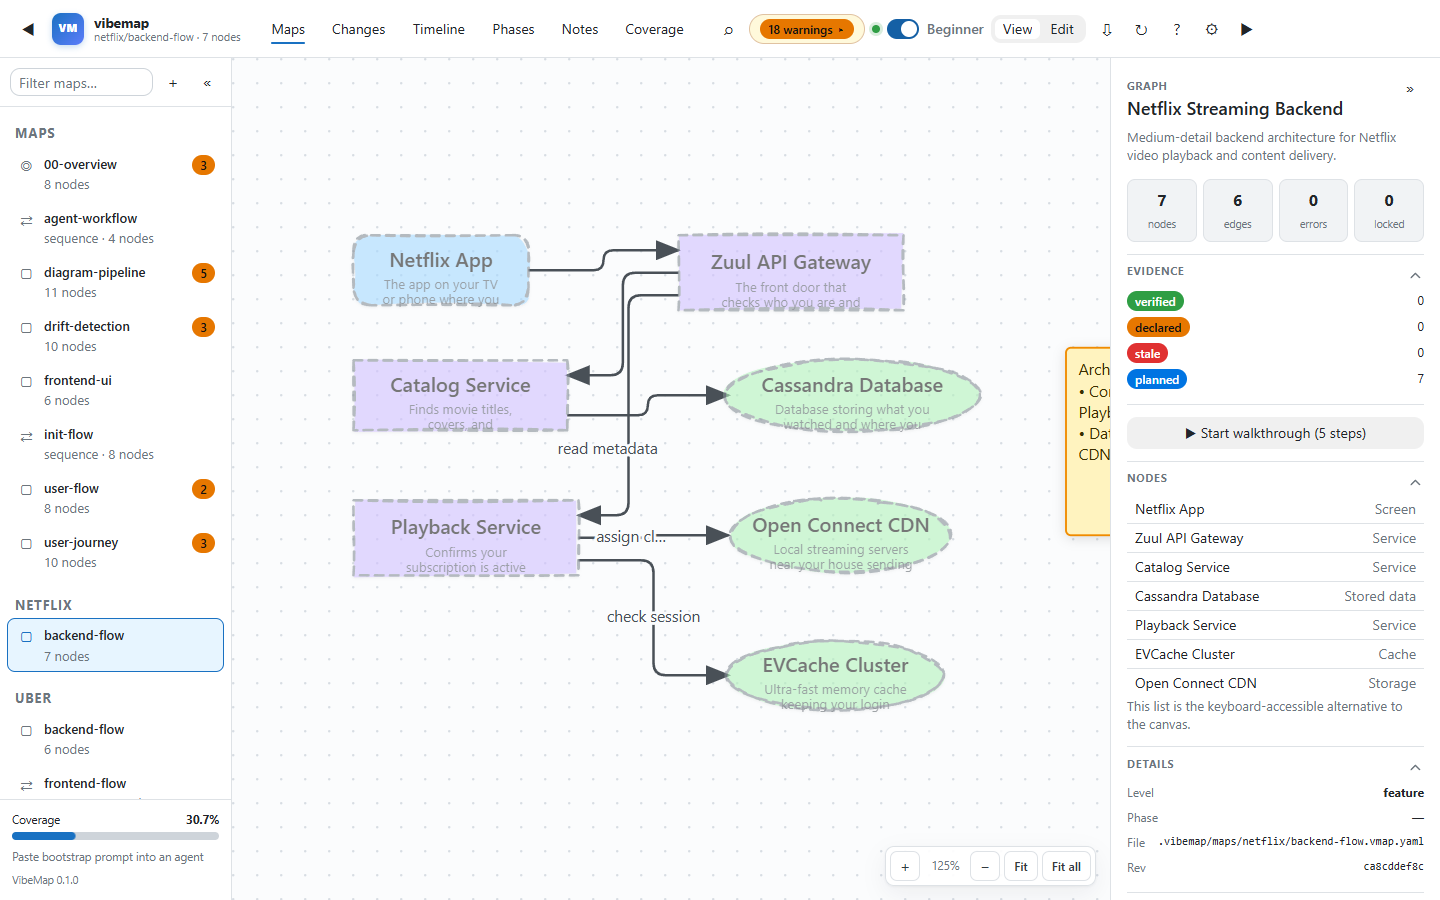 VM
vibemap
netflix/backend-flow · 7 nodes
Maps
Changes
Timeline
Phases
Notes
Coverage
18 warnings
Beginner
View
Edit
?
Filter maps...
+
«
MAPS
00-overview
3
8 nodes
agent-workflow
sequence · 4 nodes
diagram-pipeline
5
11 nodes
drift-detection
3
10 nodes
frontend-ui
6 nodes
init-flow
sequence · 8 nodes
user-flow
2
8 nodes
user-journey
3
10 nodes
NETFLIX
backend-flow
7 nodes
UBER
backend-flow
6 nodes
frontend-flow
Coverage
30.7%
Paste bootstrap prompt into an agent
VibeMap 0.1.0
Netflix App
The app on your TV
or phone where you
Zuul API Gateway
The front door that
checks who you are and
Catalog Service
Finds movie titles,
covers, and
Cassandra Database
Database storing what you
watched and where you
read metadata
Playback Service
Confirms your
subscription is active
assign cl...
Open Connect CDN
Local streaming servers
near your house sending
check session
EVCache Cluster
Ultra-fast memory cache
keeping your login
Arch
• Co
Playb
• Dat
CDN
+
125%
−
Fit
Fit all
GRAPH
»
Netflix Streaming Backend
Medium-detail backend architecture for Netflix
video playback and content delivery.
7
nodes
6
edges
0
errors
0
locked
EVIDENCE
verified
0
declared
0
stale
0
planned
7
▶ Start walkthrough (5 steps)
NODES
Netflix App
Screen
Zuul API Gateway
Service
Catalog Service
Service
Cassandra Database
Stored data
Playback Service
Service
EVCache Cluster
Cache
Open Connect CDN
Storage
This list is the keyboard-accessible alternative to
the canvas.
DETAILS
Level
feature
Phase
—
File
.vibemap/maps/netflix/backend-flow.vmap.yaml
Rev
ca8cddef8c